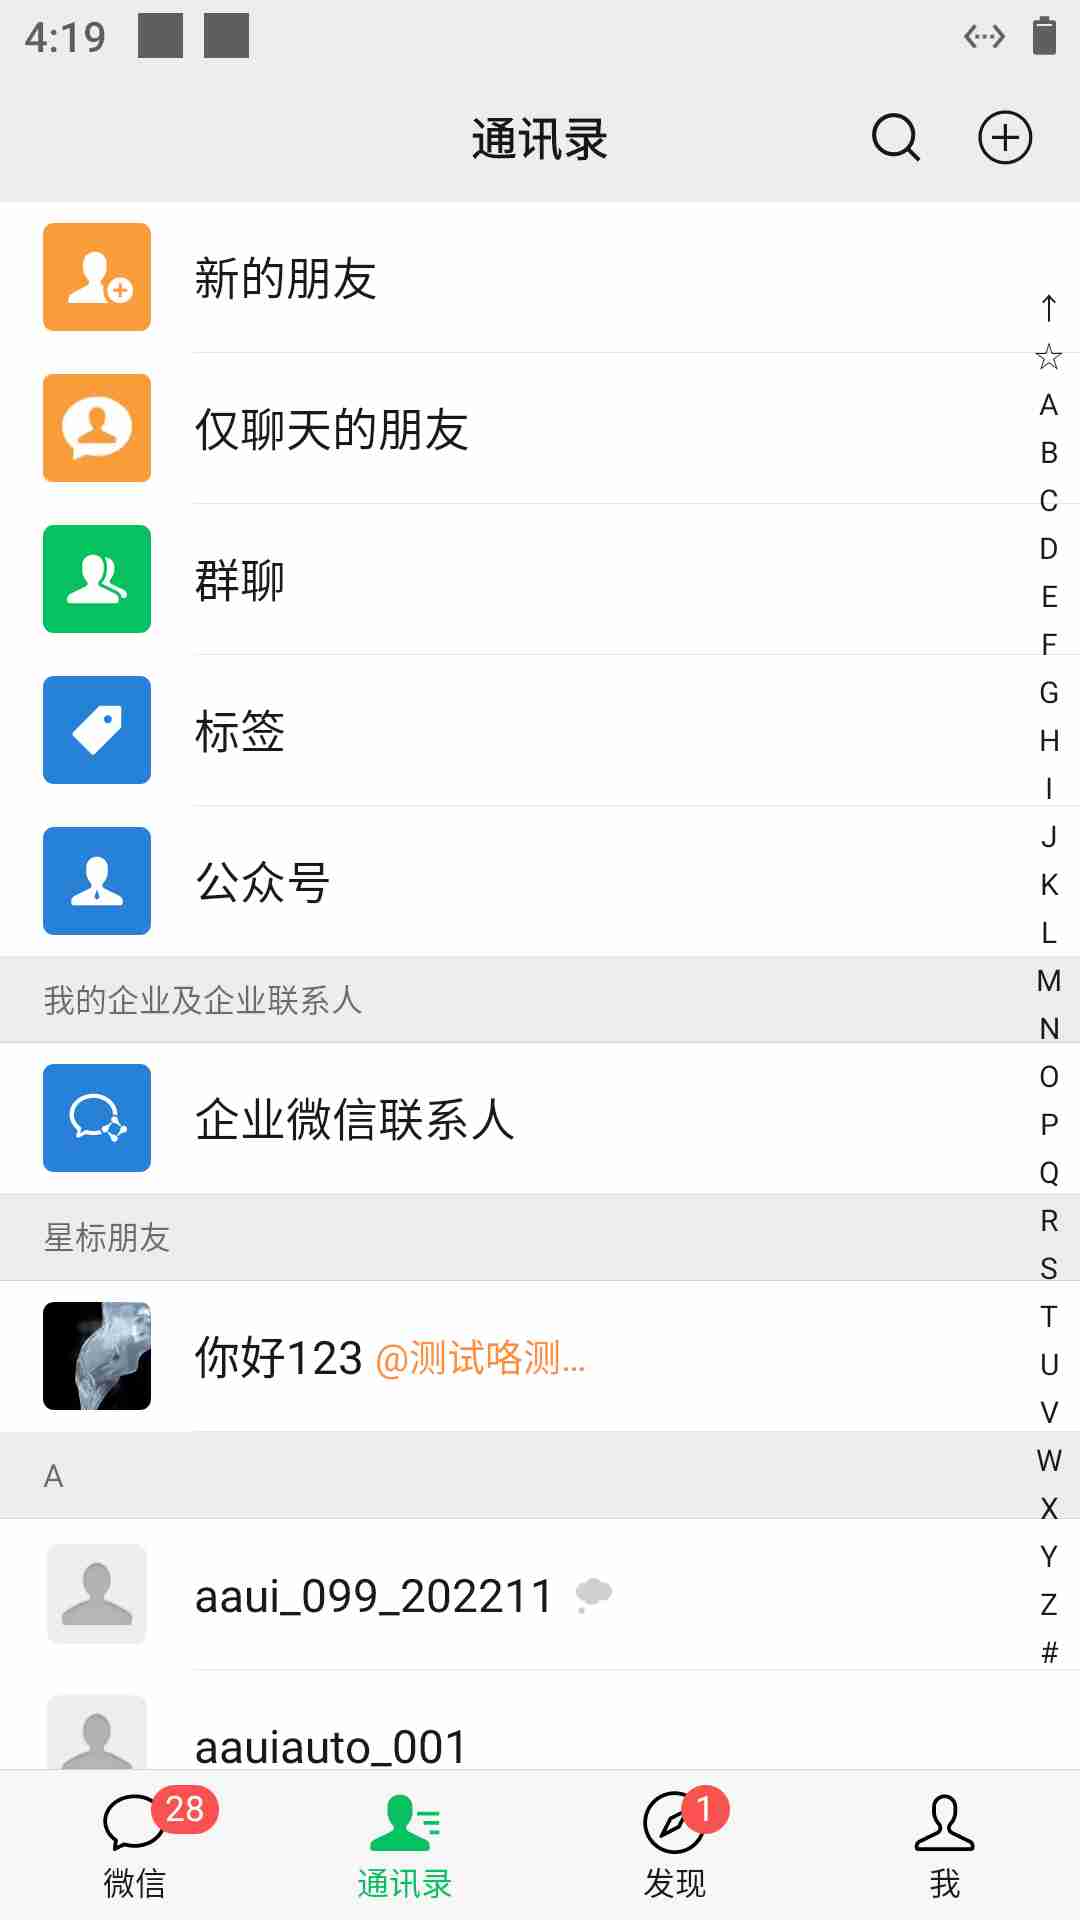 4:19
通讯录
新的朋友
仅聊天的朋友
群聊
标签
公众号
我的企业及企业联系人
企业微信联系人
星标朋友
你好123 @测试咯测...
A
aaui_099_202211
aauiauto_001
↑
☆
A
B
C
D
E
F
G
H
I
J
K
L
M
N
O
P
Q
R
S
T
U
V
W
X
Y
Z
#
28
1
微信
通讯录
发现
我